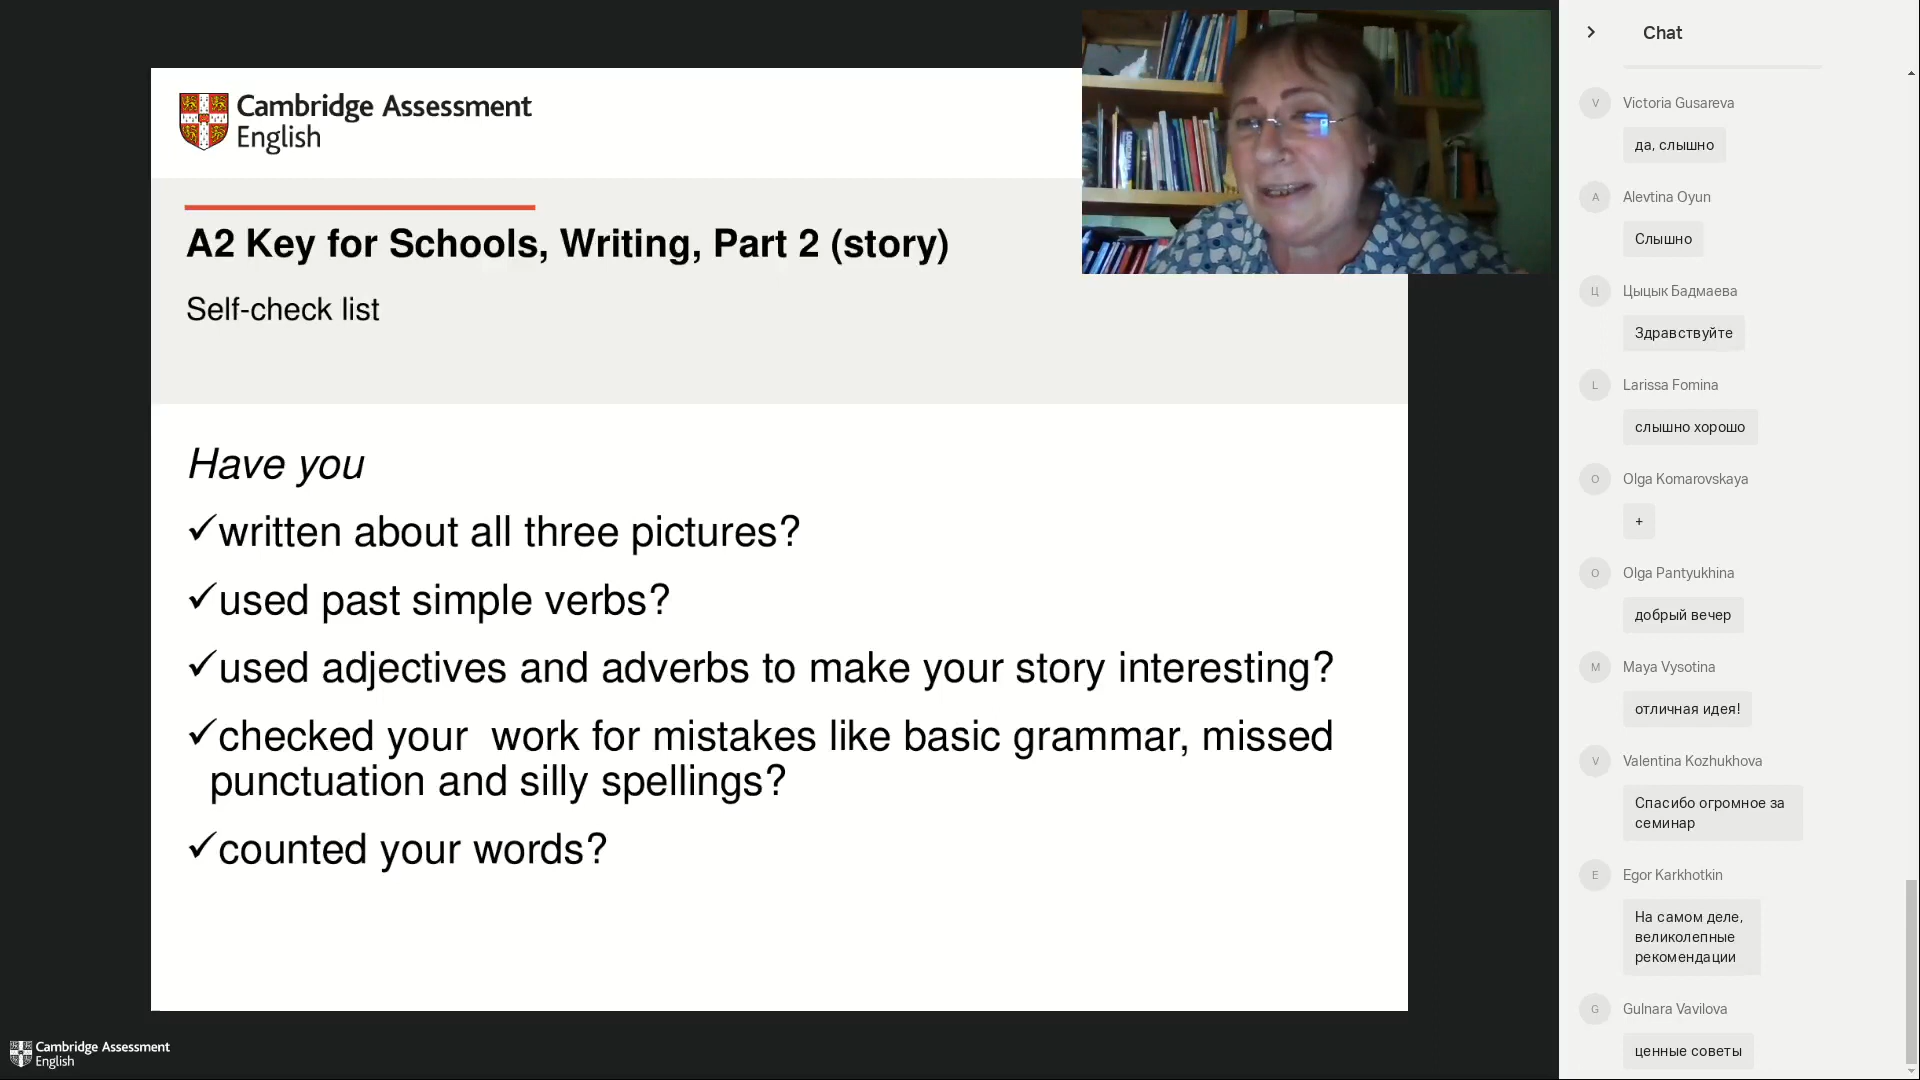 Cambridge Assessment
English
A2 Key for Schools, Writing, Part 2 (story)
Self-check list
Have you
✓written about all three pictures?
✓used past simple verbs?
✓used adjectives and adverbs to make your story interesting?
✓checked your  work for mistakes like basic grammar, missed
punctuation and silly spellings?
✓counted your words?
Cambridge Assessment
English
Chat
V
Victoria Gusareva
да, слышно
A
Alevtina Oyun
Слышно
Ц
Цыцык Бадмаева
Здравствуйте
L
Larissa Fomina
слышно хорошо
O
Olga Komarovskaya
+
O
Olga Pantyukhina
добрый вечер
M
Maya Vysotina
отличная идея!
V
Valentina Kozhukhova
Спасибо огромное за
семинар
E
Egor Karkhotkin
На самом деле,
великолепные
рекомендации
G
Gulnara Vavilova
ценные советы